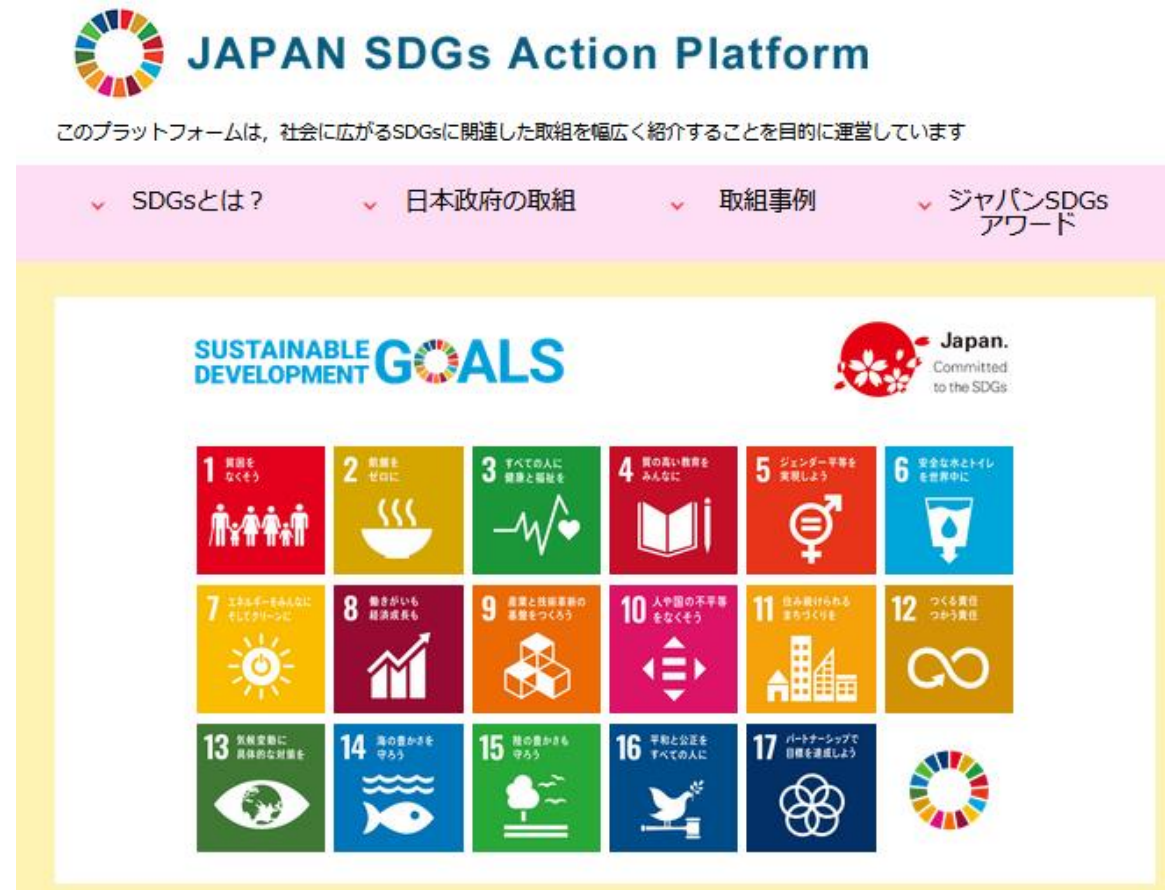 JAPAN SDGs Action Platform
このプラットフォームは，社会に広がるSDGsに関連した取組を幅広く紹介することを目的に運営しています
SDGsとは？
日本政府の取組
取組事例
ジャパンSDGs
アワード
SUSTAINABLE
DEVELOPMENT
GOALS
Japan.
Committed
to the SDGs
1 貧困を
なくそう
2 飢餓を
ゼロに
3 すべての人に
健康と福祉を
4 質の高い教育を
みんなに
5 ジェンダー平等を
実現しよう
6 安全な水とトイレ
を世界中に
7 エネルギーをみんなに
そしてクリーンに
8 働きがいも
経済成長も
9 産業と技術革新の
基盤をつくろう
10 人や国の不平等
をなくそう
11 住み続けられる
まちづくりを
12 つくる責任
つかう責任
13 気候変動に
具体的な対策を
14 海の豊かさを
守ろう
15 陸の豊かさも
守ろう
16 平和と公正を
すべての人に
17 パートナーシップで
目標を達成しよう